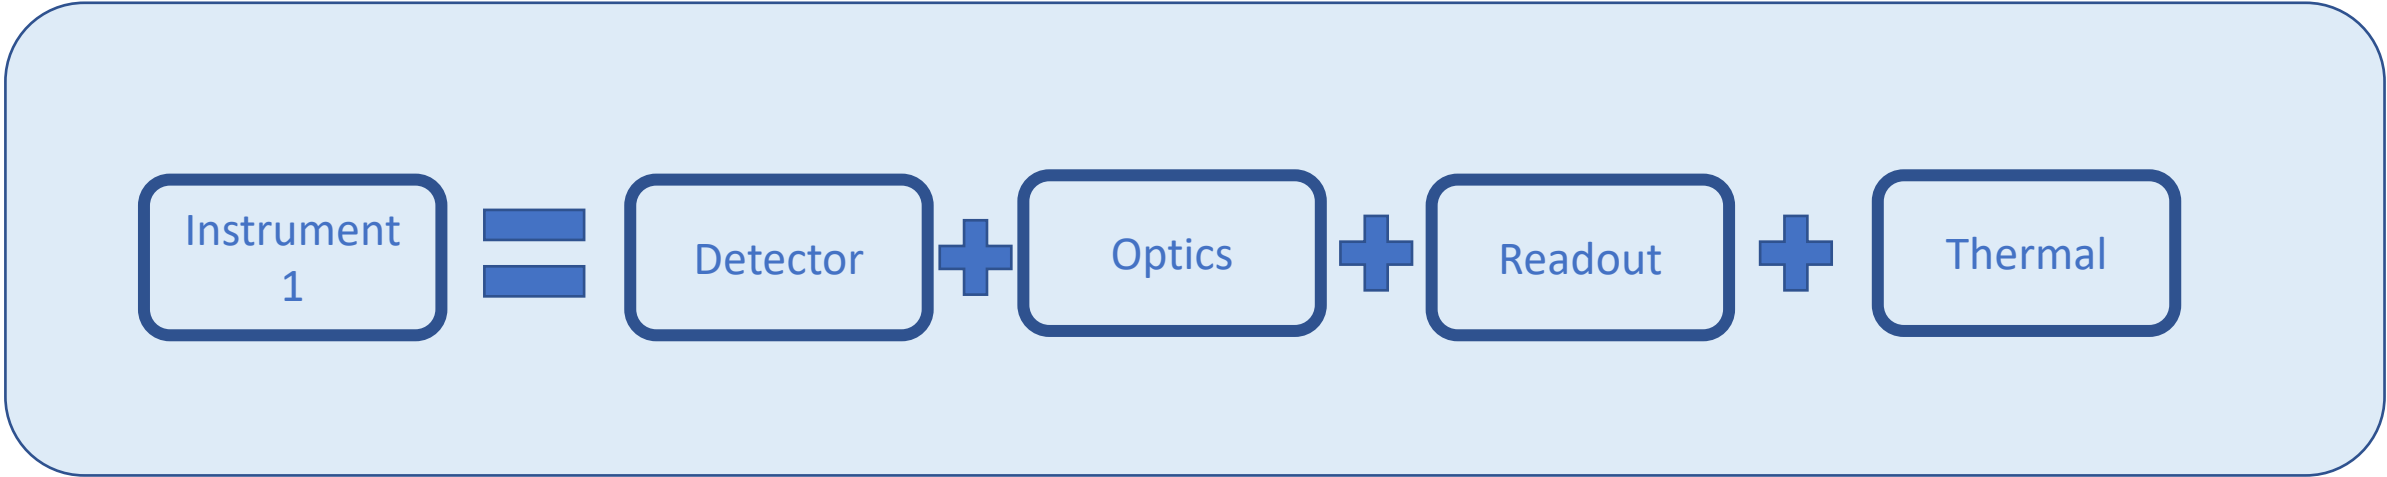 Instrument
1
Detector
Optics
Readout
Thermal